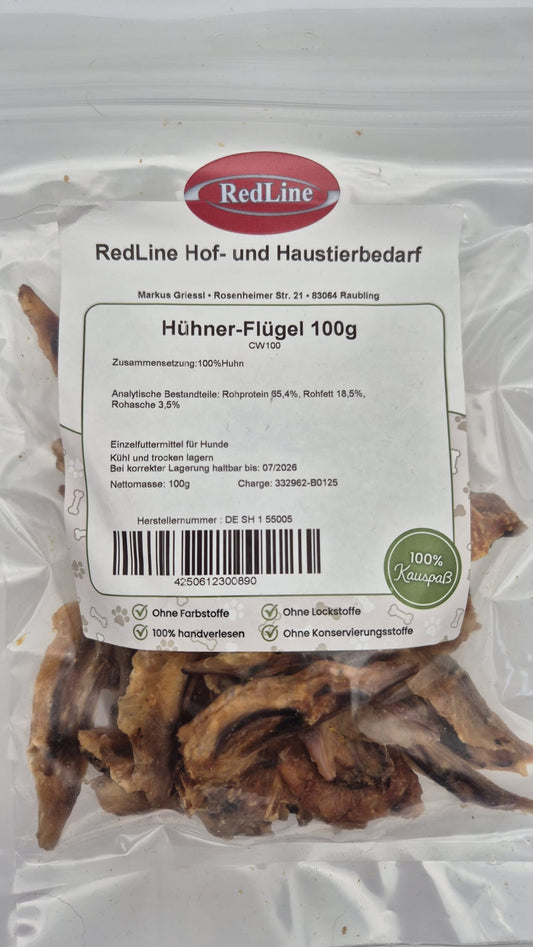 RedLine
RedLine Hof- und Haustierbedarf
Markus Griessl • Rosenheimer Str. 21 • 83064 Raubling
Hühner-Flügel 100g
CW100
Zusammensetzung:100%Huhn
Analytische Bestandteile: Rohprotein 65,4%, Rohfett 18,5%,
Rohasche 3,5%
Einzelfuttermittel für Hunde
Kühl und trocken lagern
Bei korrekter Lagerung haltbar bis: 07/2026
Nettomasse: 100g Charge: 332962-B0125
Herstellernummer : DE SH 1 55005
4250612300890
100%
Kauspaß
Ohne Farbstoffe
Ohne Lockstoffe
100% handverlesen
Ohne Konservierungsstoffe